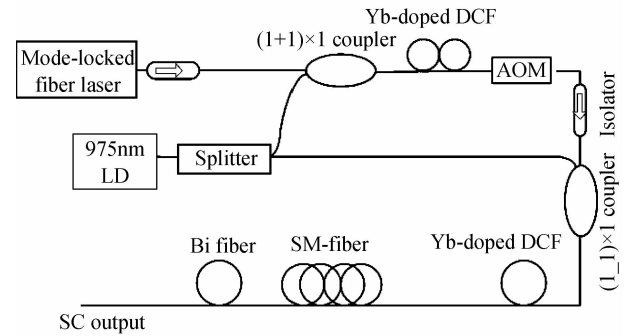 Yb-doped DCF
(1+1)×1 coupler
Mode-locked
fiber laser
AOM
Isolator
975nm
LD
Splitter
(1_1)×1 coupler
Bi fiber
SM-fiber
Yb-doped DCF
SC output